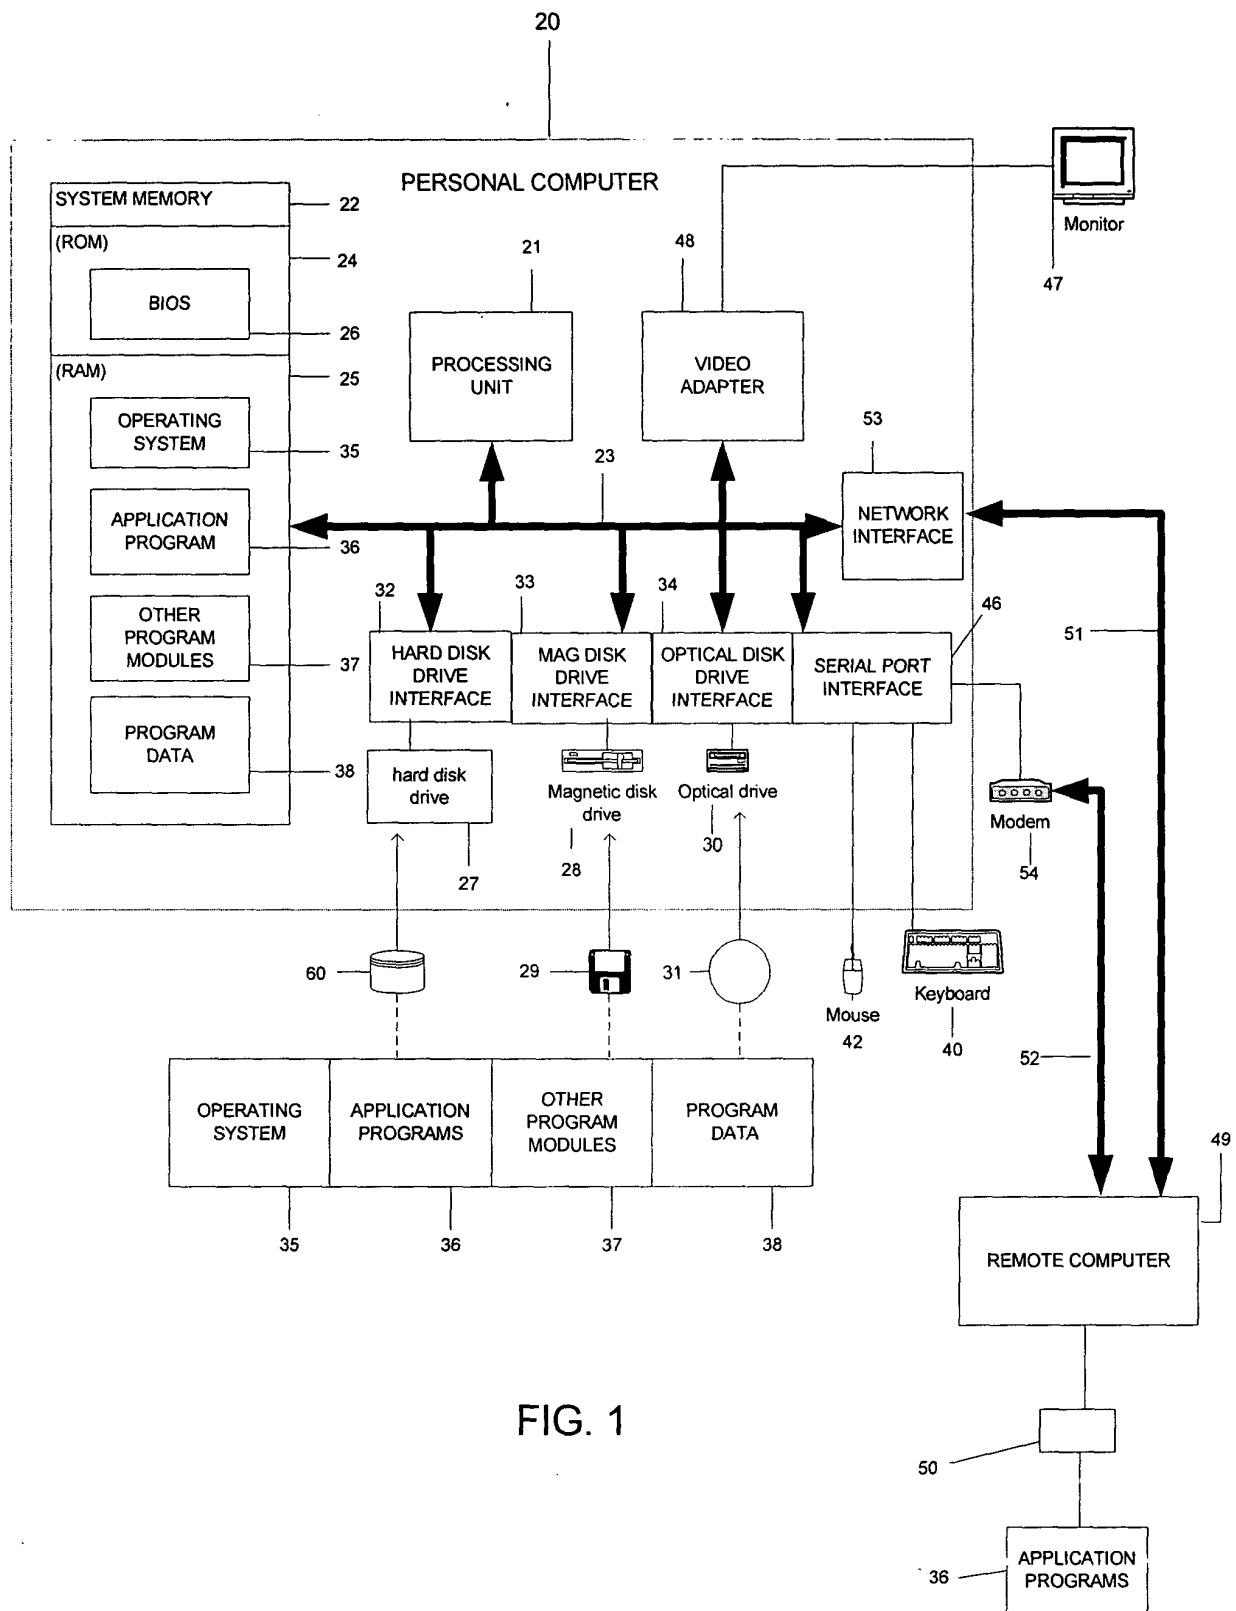 20
PERSONAL COMPUTER
SYSTEM MEMORY
22
(ROM)
24
BIOS
26
(RAM)
25
OPERATING
SYSTEM
35
APPLICATION
PROGRAM
36
OTHER
PROGRAM
MODULES
37
PROGRAM
DATA
38
21
PROCESSING
UNIT
48
VIDEO
ADAPTER
Monitor
47
23
53
NETWORK
INTERFACE
32
HARD DISK
DRIVE
INTERFACE
33
MAG DISK
DRIVE
INTERFACE
34
OPTICAL DISK
DRIVE
INTERFACE
46
SERIAL PORT
INTERFACE
51
hard disk
drive
27
Magnetic disk
drive
28
Optical drive
30
Modem
54
60
29
31
Mouse
42
Keyboard
40
52
OPERATING
SYSTEM
APPLICATION
PROGRAMS
OTHER
PROGRAM
MODULES
PROGRAM
DATA
35
36
37
38
49
REMOTE COMPUTER
FIG. 1
50
36
APPLICATION
PROGRAMS